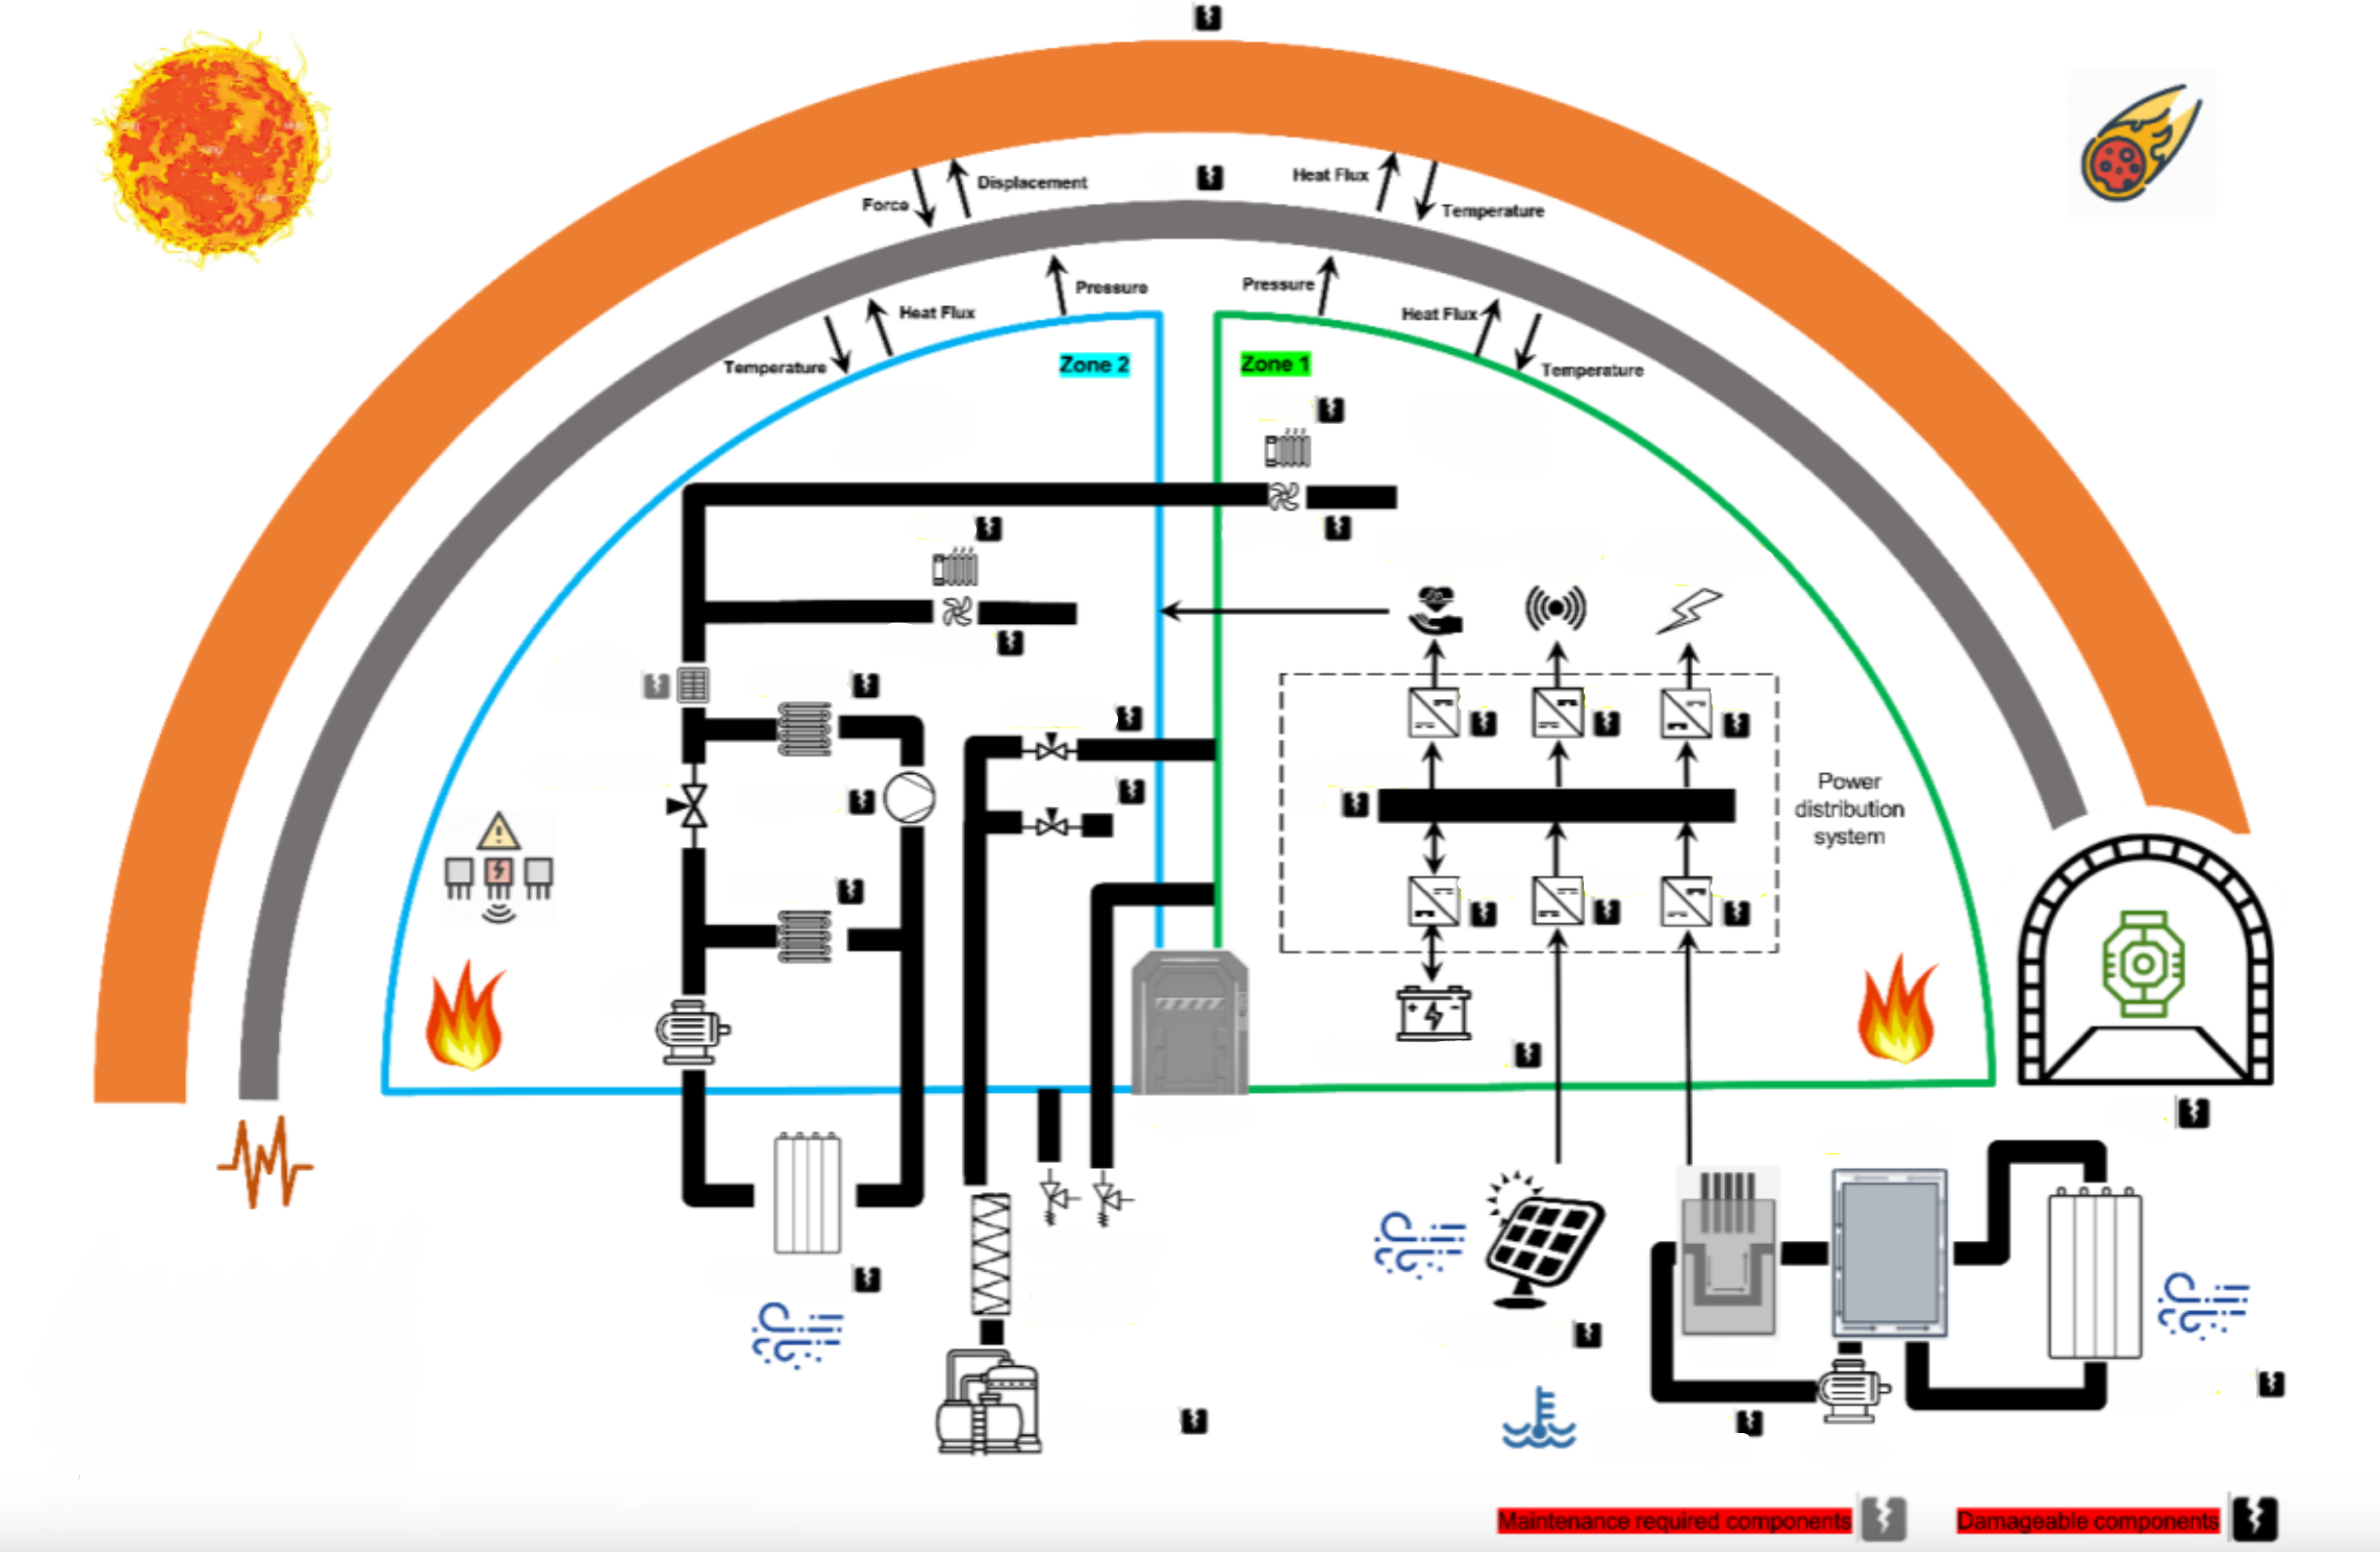 Displacement
Force
Heat Flux
Temperature
Pressure
Pressure
Heat Flux
Heat Flux
Temperature
Temperature
Zone 2
Zone 1
Power
distribution
system
Maintenance required components
Damageable components